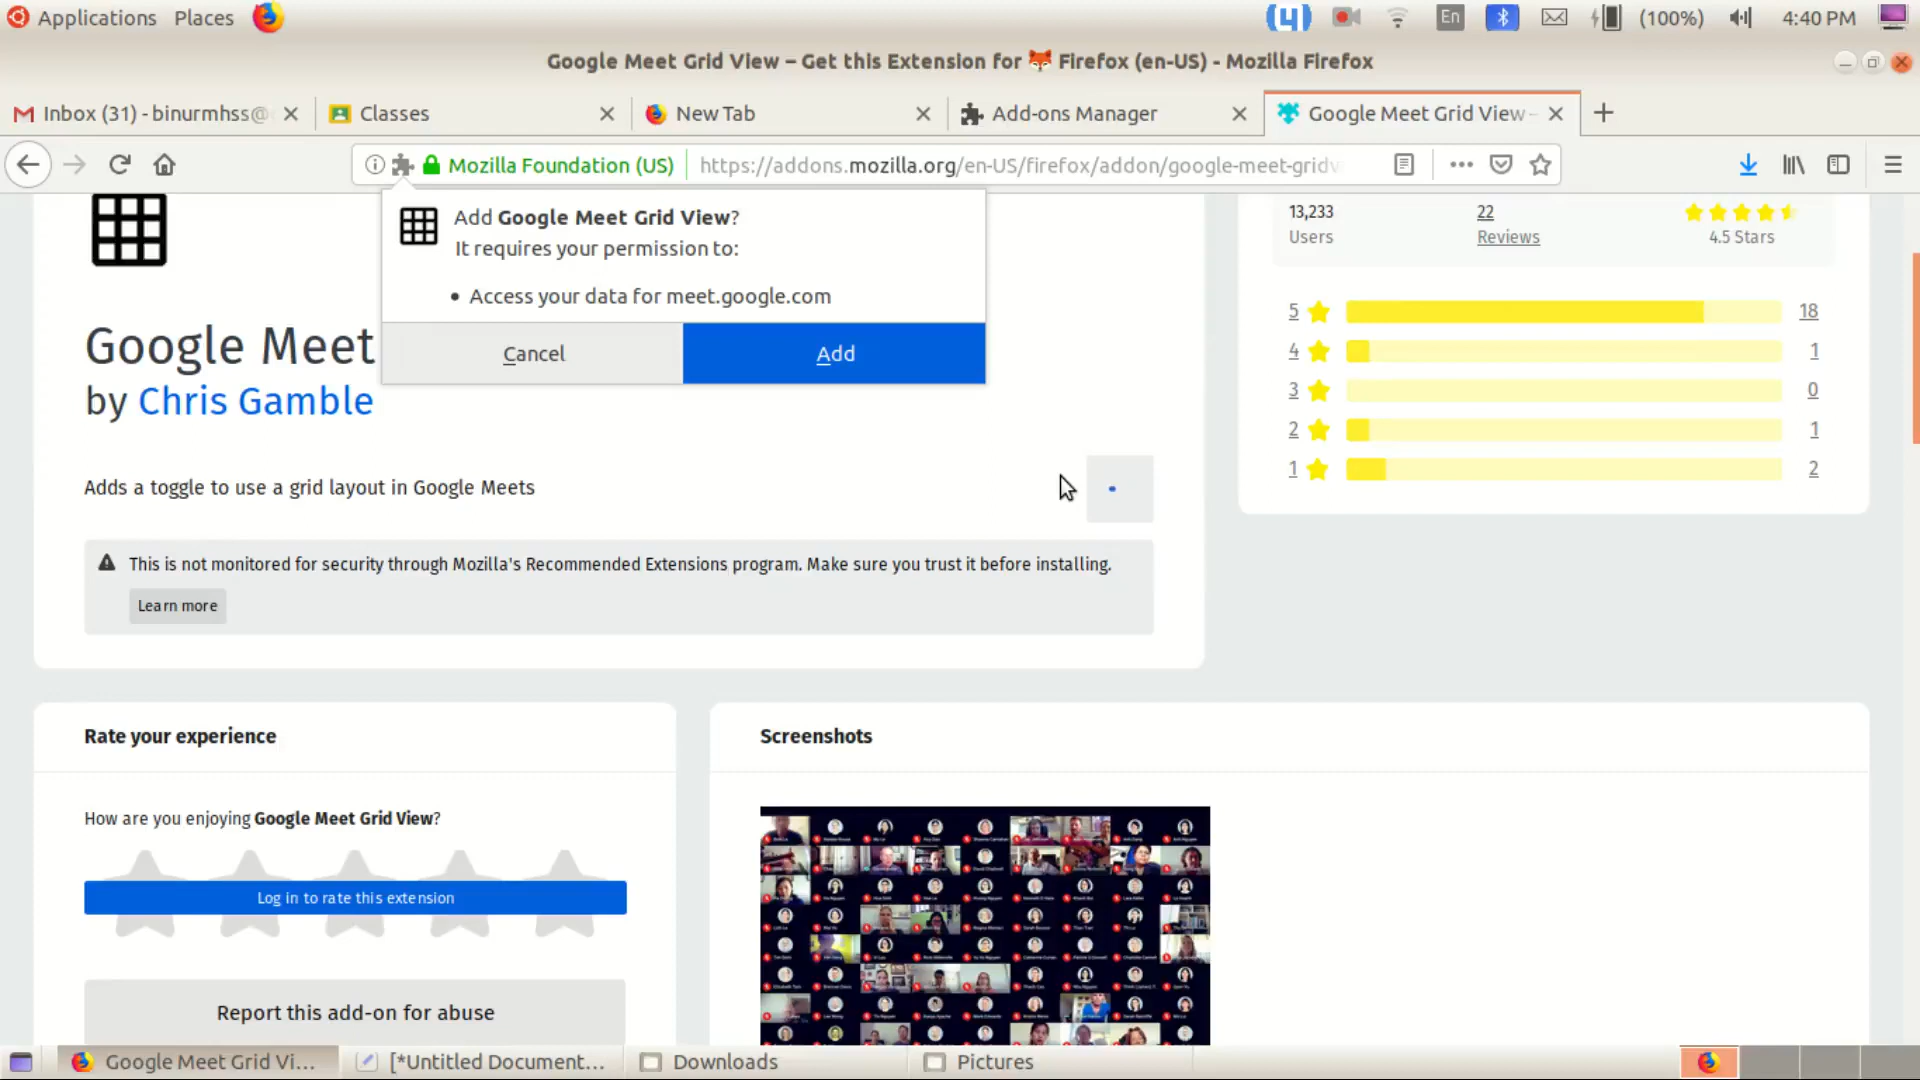 Applications Places
En
(100%)
4:40 PM
Google Meet Grid View – Get this Extension for 🦊 Firefox (en-US) - Mozilla Firefox
Inbox (31) - binurmhss@
Classes
New Tab
Add-ons Manager
Google Meet Grid View –
Mozilla Foundation (US)
https://addons.mozilla.org/en-US/firefox/addon/google-meet-gridv
Add Google Meet Grid View?
It requires your permission to:
• Access your data for meet.google.com
Cancel
Add
Google Meet
by Chris Gamble
Adds a toggle to use a grid layout in Google Meets
This is not monitored for security through Mozilla's Recommended Extensions program. Make sure you trust it before installing.
Learn more
13,233
Users
22
Reviews
4.5 Stars
5 18
4 1
3 0
2 1
1 2
Rate your experience
How are you enjoying Google Meet Grid View?
Log in to rate this extension
Report this add-on for abuse
Screenshots
Google Meet Grid Vi...
[*Untitled Document...
Downloads
Pictures